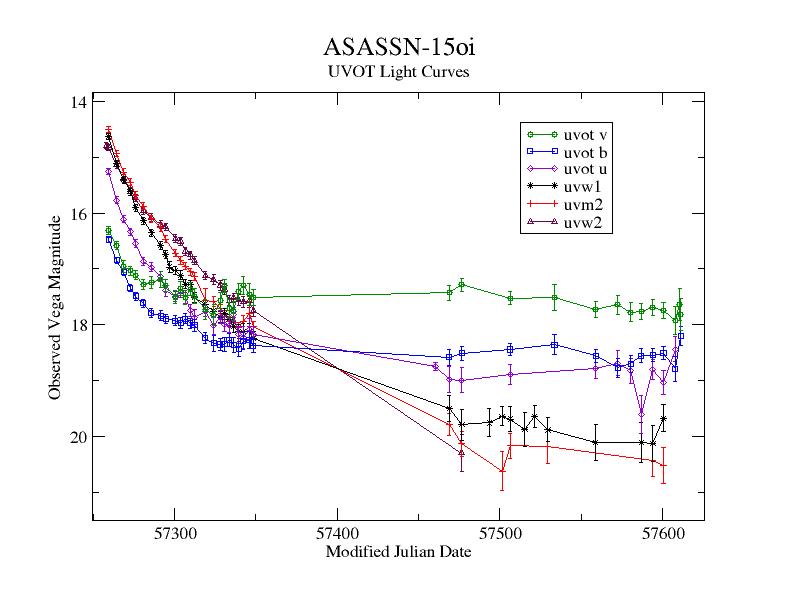 ASASSN-15oi
UVOT Light Curves
14
16
18
20
Observed Vega Magnitude
uvot v
uvot b
uvot u
uvw1
uvm2
uvw2
57300
57400
57500
57600
Modified Julian Date